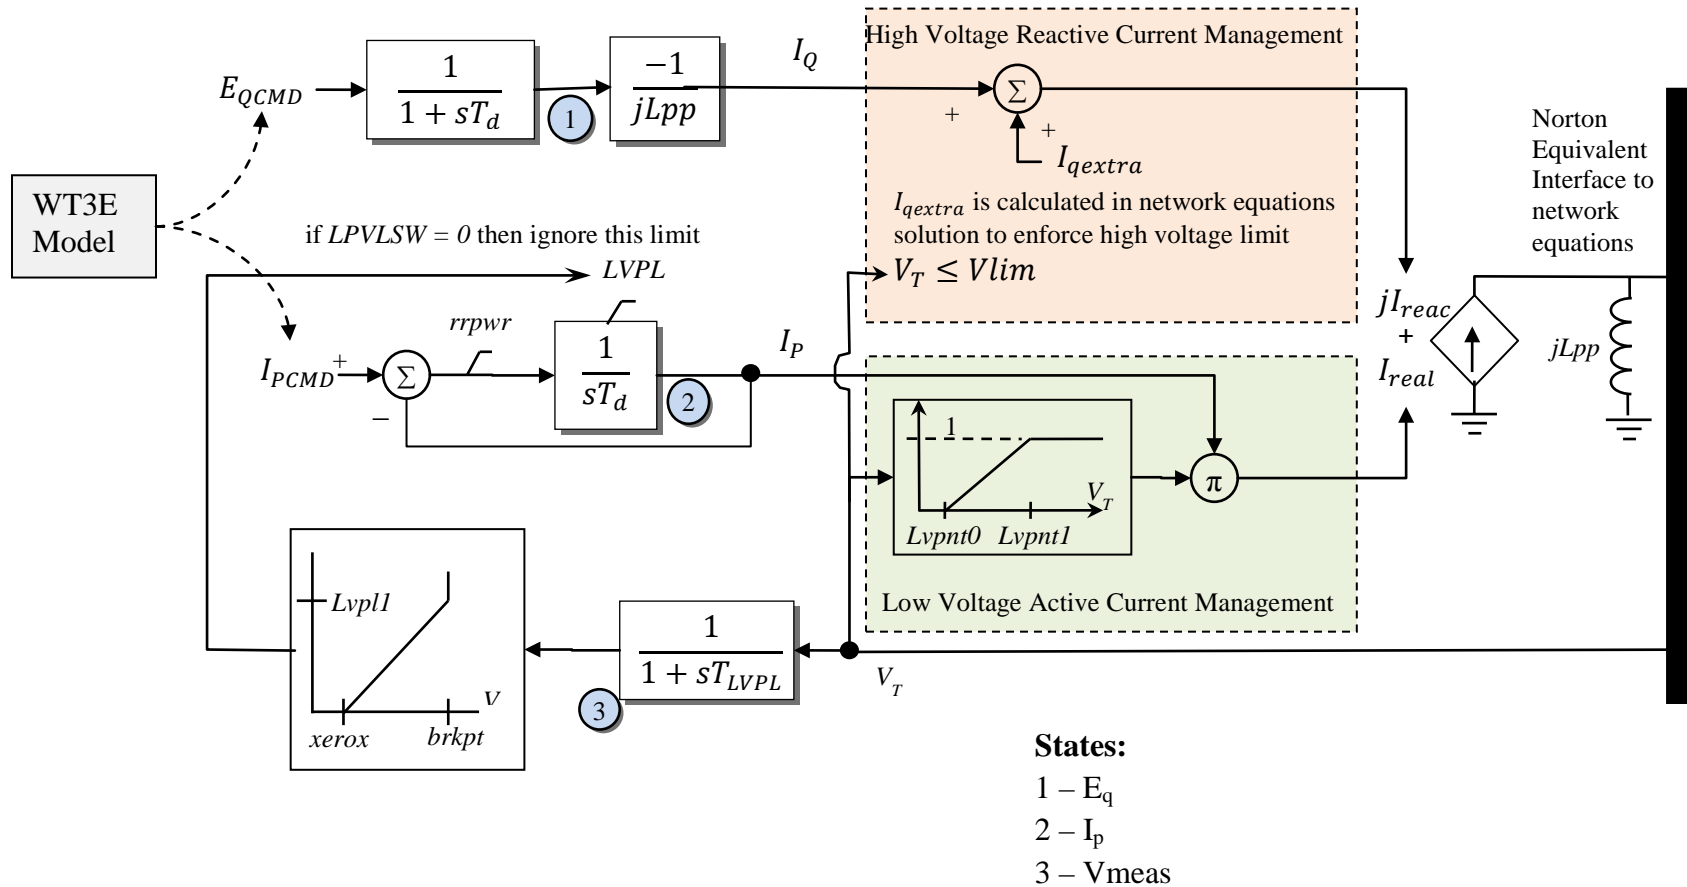 High Voltage Reactive Current Management
1
1 + sT_d
-1
jLpp
I_Q
E_QCMD
1
Σ
+
+
I_qextra
Norton
Equivalent
Interface to
network
equations
WT3E
Model
I_qextra is calculated in network equations
solution to enforce high voltage limit
V_T ≤ Vlim
if LPVLSW = 0 then ignore this limit
LVPL
rrpwr
1
sT_d
I_P
I_PCMD
+
Σ
−
2
jI_reac
+
I_real
jLpp
1
V_T
Lvpnt0 Lvpnt1
π
Low Voltage Active Current Management
Lvpl1
V
xerox brkpt
1
1 + sT_LVPL
3
V_T
States:
1 – E_q
2 – I_p
3 – Vmeas